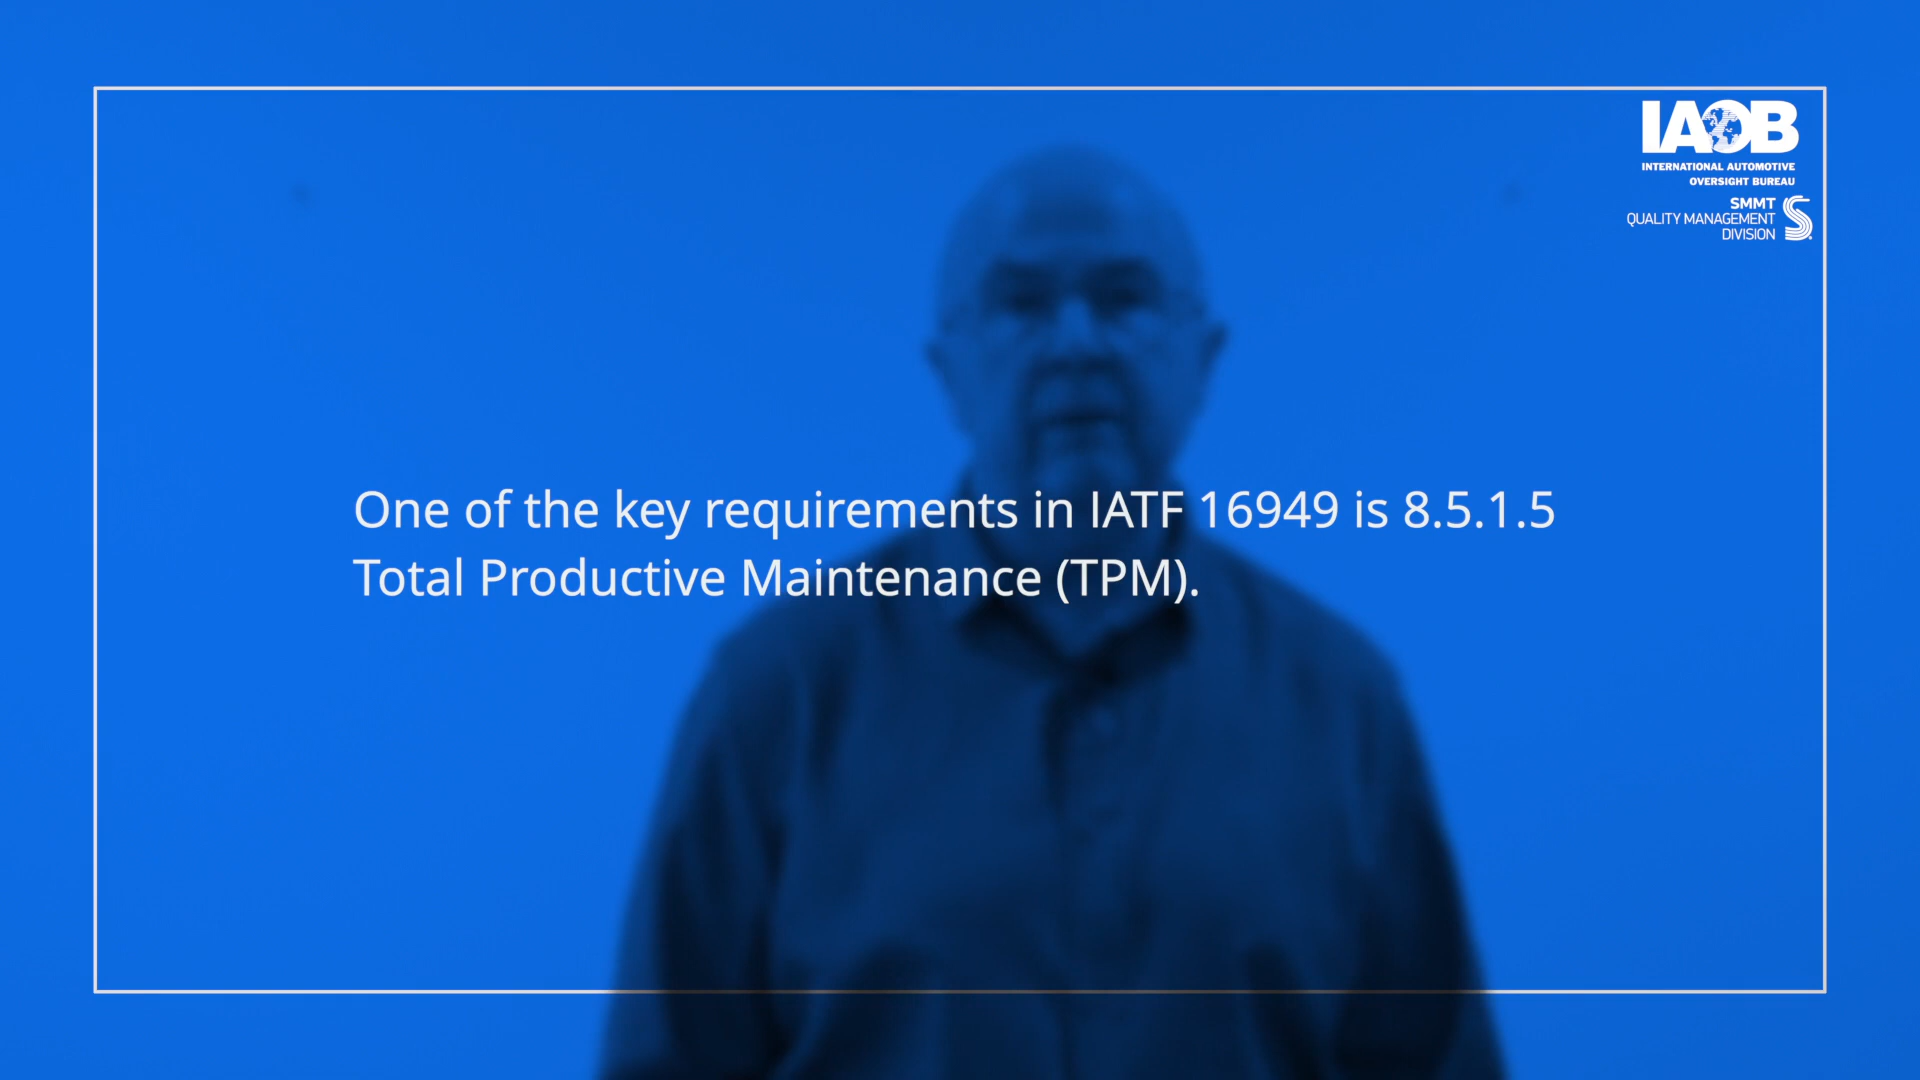 IAOB
INTERNATIONAL AUTOMOTIVE
OVERSIGHT BUREAU
SMMT
QUALITY MANAGEMENT
DIVISION
One of the key requirements in IATF 16949 is 8.5.1.5
Total Productive Maintenance (TPM).